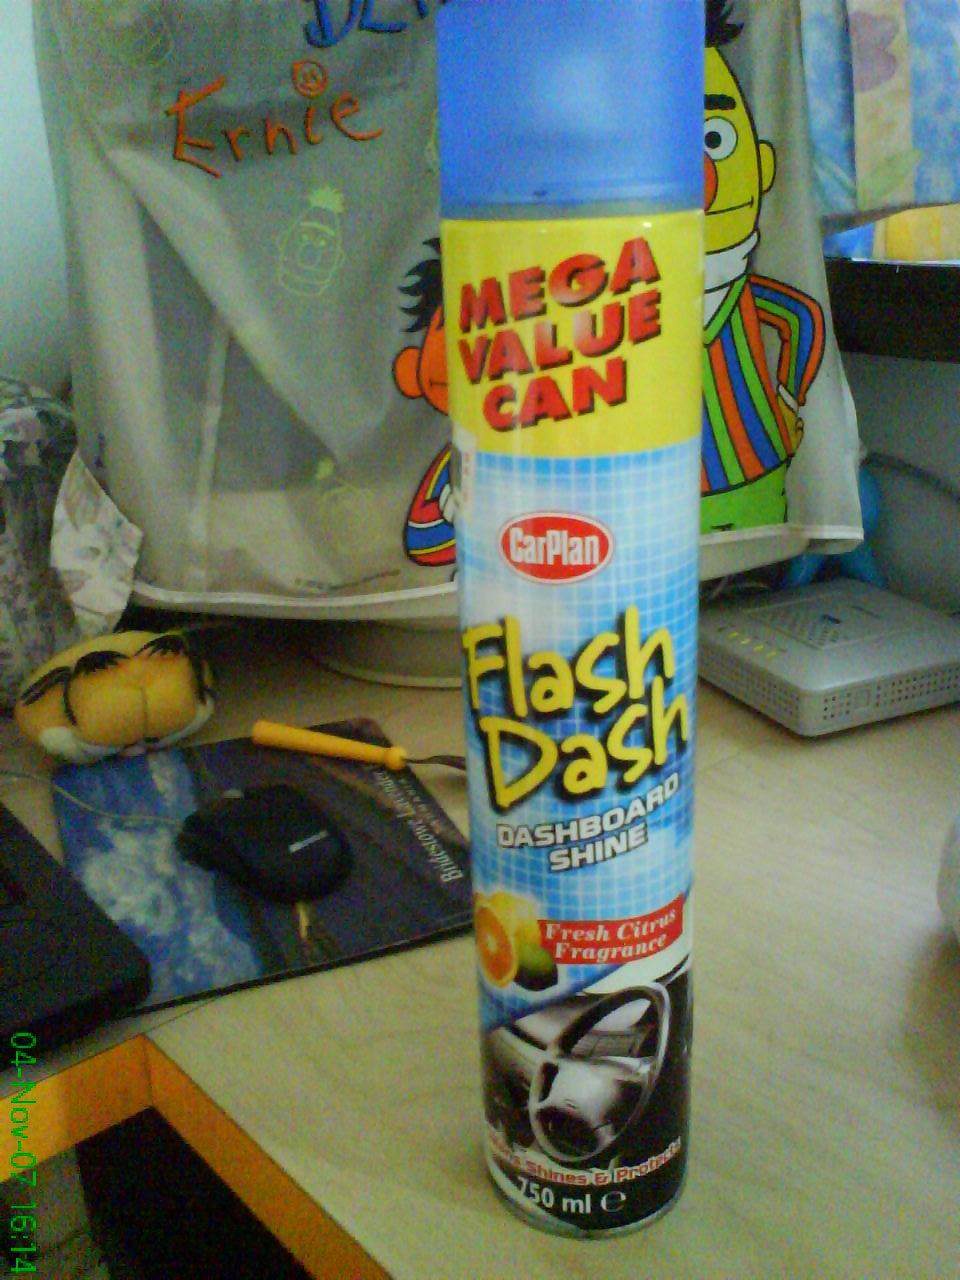 Ernie
MEGA
VALUE
CAN
CarPlan
Flash
Dash
DASHBOARD
SHINE
Fresh Citrus
Fragrance
Shines & Protects
750 ml ℮
04-Nov-07 16:14